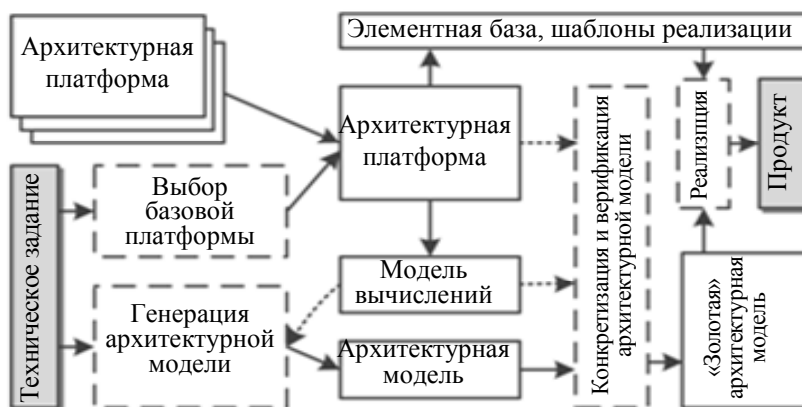 Архитектурная
платформа
Элементная база, шаблоны реализации
Архитектурная
платформа
Техническое задание
Выбор
базовой
платформы
Модель
вычислений
Генерация
архитектурной
модели
Архитектурная
модель
Конкретизация и верификация
архитектурной модели
Реализпция
Продукт
«Золотая»
архитектурная
модель